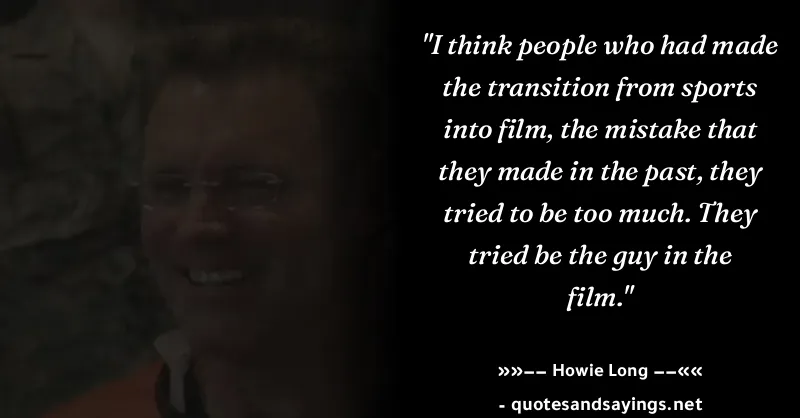 "I think people who had made
the transition from sports
into film, the mistake that
they made in the past, they
tried to be too much. They
tried be the guy in the
film."
»»–– Howie Long ––««
- quotesandsayings.net